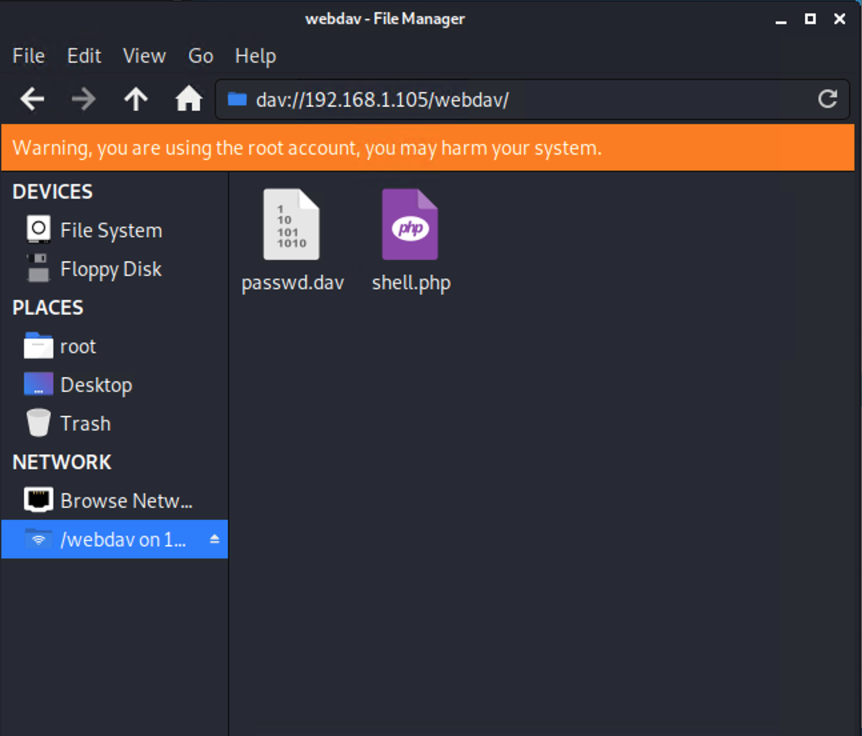 webdav - File Manager
File Edit View Go Help
dav://192.168.1.105/webdav/
Warning, you are using the root account, you may harm your system.
DEVICES
File System
Floppy Disk
PLACES
root
Desktop
Trash
NETWORK
Browse Netw...
/webdav on 1...
1
10
101
1010
php
passwd.dav shell.php